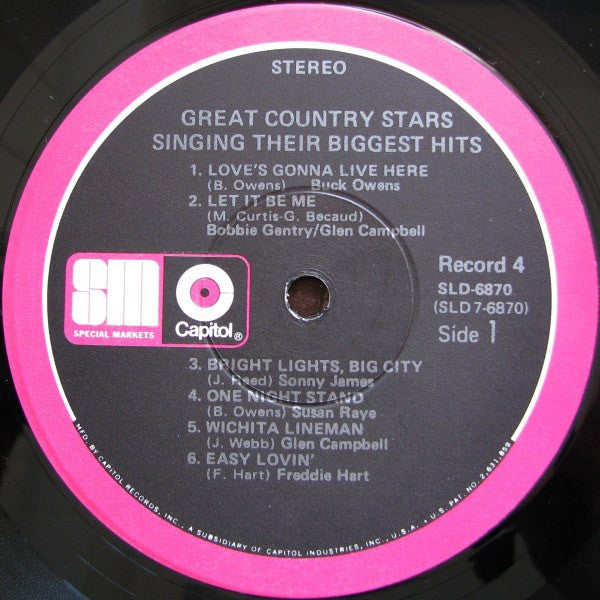 STEREO
GREAT COUNTRY STARS
SINGING THEIR BIGGEST HITS
1. LOVE'S GONNA LIVE HERE
(B. Owens) Buck Owens
2. LET IT BE ME
(M. Curtis-G. Becaud)
Bobbie Gentry/Glen Campbell
SM
SPECIAL MARKETS
C
Capitol®
Record 4
SLD-6870
(SLD 7-6870)
Side 1
3. BRIGHT LIGHTS, BIG CITY
(J. Reed) Sonny James
4. ONE NIGHT STAND
(B. Owens) Susan Raye
5. WICHITA LINEMAN
(J. Webb) Glen Campbell
6. EASY LOVIN'
(F. Hart) Freddie Hart
MFD. BY CAPITOL RECORDS, INC., A SUBSIDIARY OF CAPITOL INDUSTRIES, INC., U.S.A. U.S. PAT. NO. 2,631,859